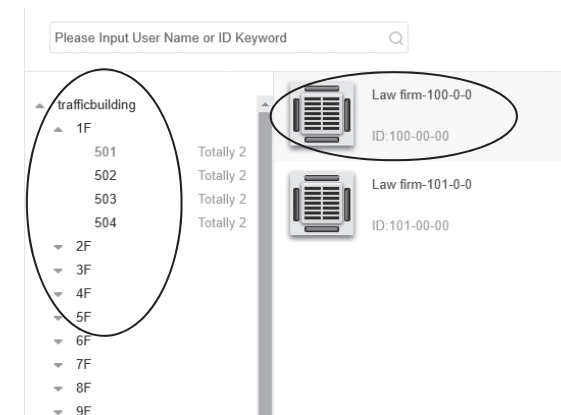 Please Input User Name or ID Keyword
trafficbuilding
1F
501 Totally 2
502 Totally 2
503 Totally 2
504 Totally 2
2F
3F
4F
5F
6F
7F
8F
9F
Law firm-100-0-0
ID:100-00-00
Law firm-101-0-0
ID:101-00-00